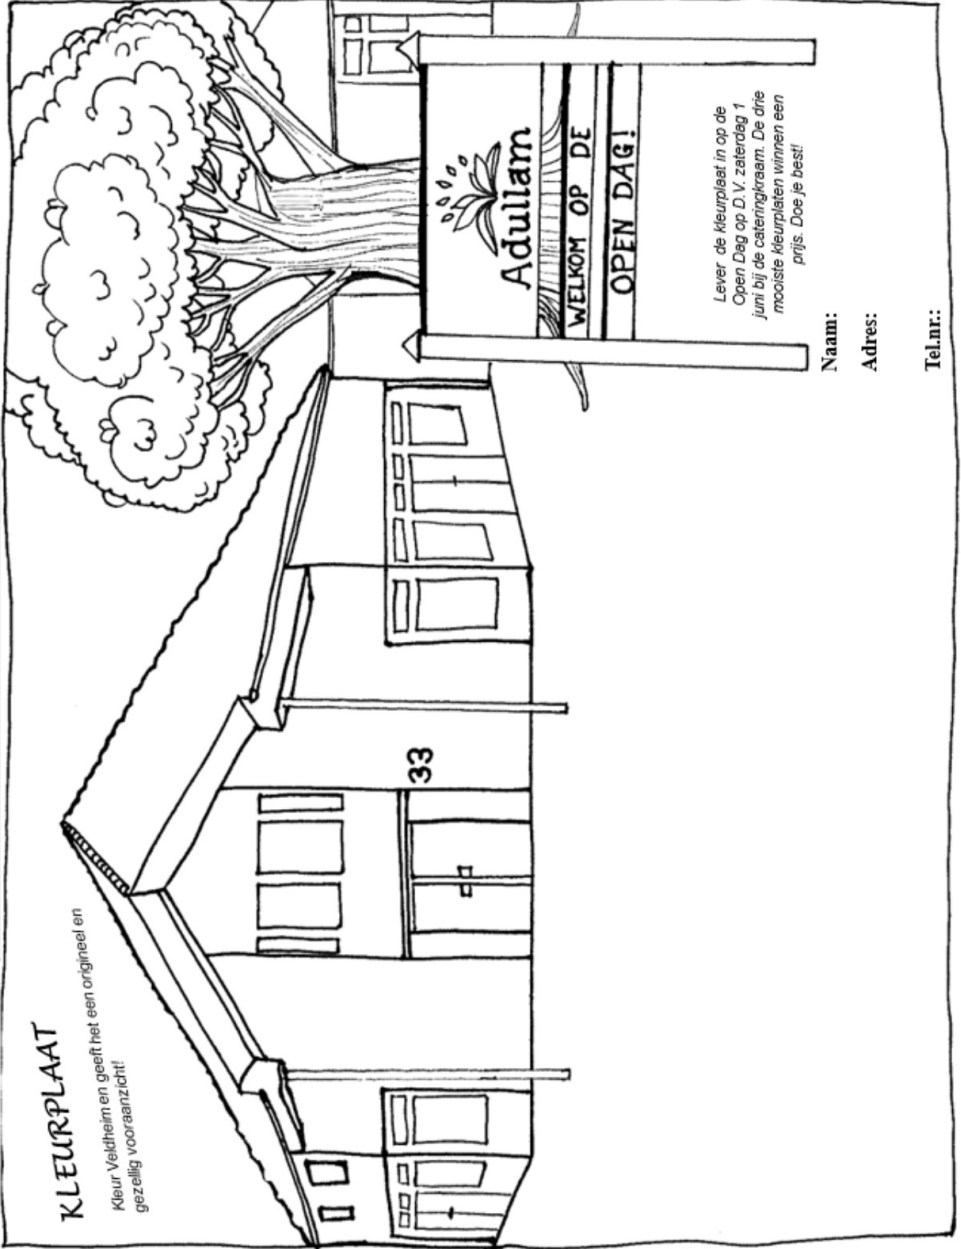 KLEURPLAAT
Kleur Veldheim en geeft het een origineel en
gezellig vooraanzicht!
33
Adullam
WELKOM OP DE
OPEN DAG!
Lever de kleurplaat in op de
Open Dag op D.V. zaterdag 1
juni bij de cateringkraam. De drie
mooiste kleurplaten winnen een
prijs. Doe je best!
Naam:
Adres:
Tel.nr.: